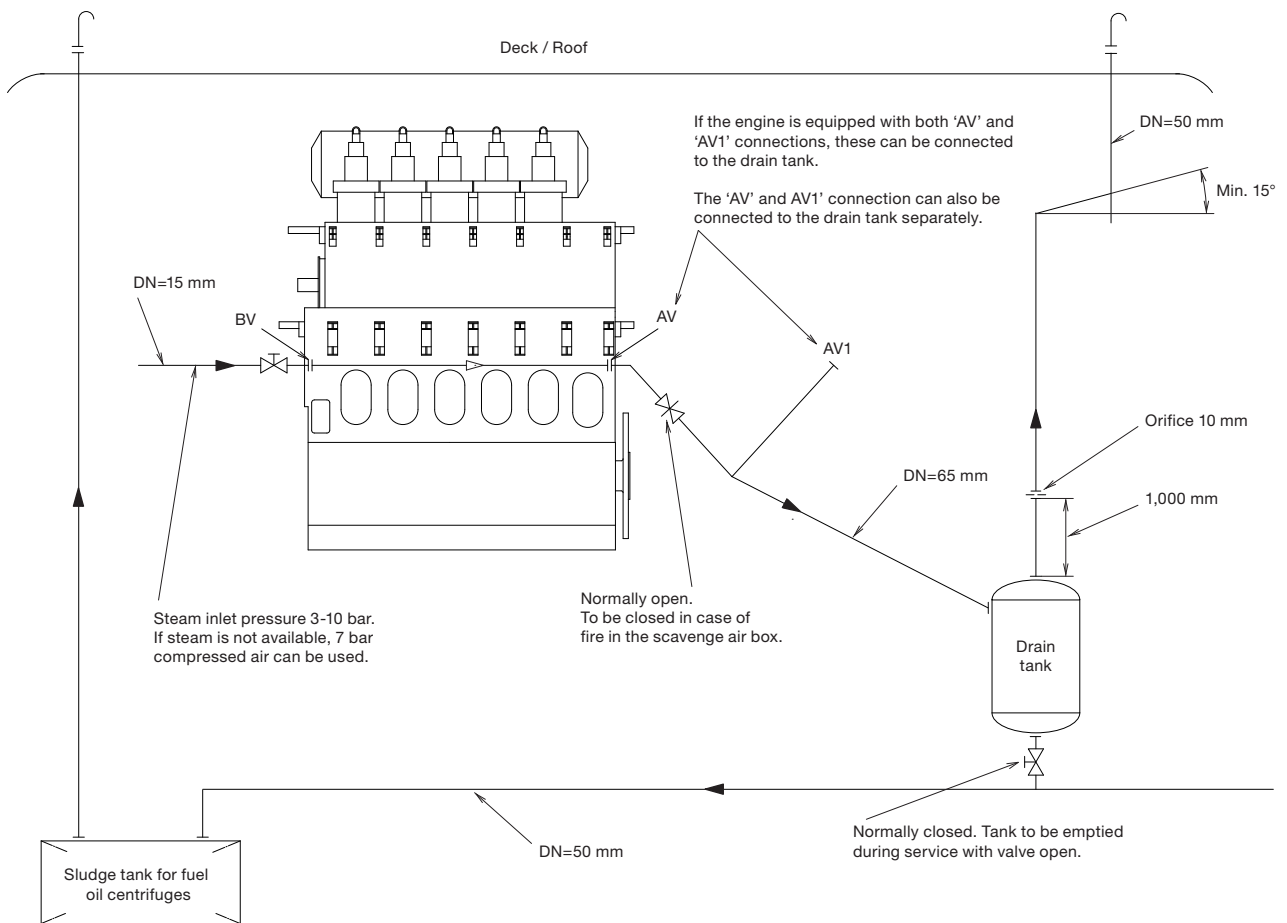 Deck / Roof
If the engine is equipped with both ‘AV’ and
‘AV1’ connections, these can be connected
to the drain tank.
The ‘AV’ and AV1’ connection can also be
connected to the drain tank separately.
DN=50 mm
Min. 15°
DN=15 mm
BV
AV
AV1
Orifice 10 mm
DN=65 mm
1,000 mm
Steam inlet pressure 3-10 bar.
If steam is not available, 7 bar
compressed air can be used.
Normally open.
To be closed in case of
fire in the scavenge air box.
Drain
tank
Normally closed. Tank to be emptied
during service with valve open.
DN=50 mm
Sludge tank for fuel
oil centrifuges